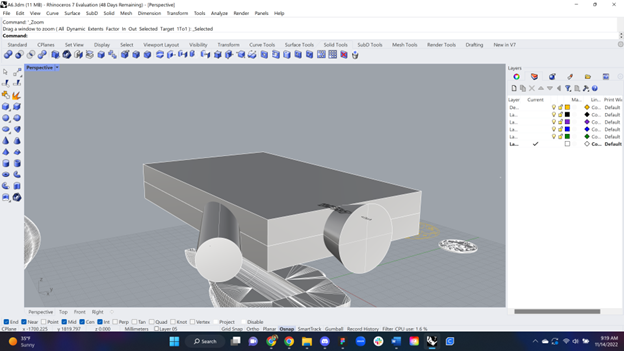 A6.3dm (11 MB) - Rhinoceros 7 Evaluation (48 Days Remaining) - [Perspective]
File Edit View Curve Surface SubD Solid Mesh Dimension Transform Tools Analyze Render Panels Help
Command: '_Zoom
Drag a window to zoom ( All Dynamic Extents Factor In Out Selected Target 1To1 ): _Selected
Command:
Standard CPlanes Set View Display Select Viewport Layout Visibility Transform Curve Tools Surface Tools Solid Tools SubD Tools Mesh Tools Render Tools Drafting New in V7
Perspective
Layers
Layer Current Ma... Lin... Print Wi
De... Co... Default
La... Co... Default
La... Co... Default
La... Co... Default
La... Co... Default
La... Co... Default
Perspective Top Front Right
End Near Point Mid Cen Int Perp Tan Quad Knot Vertex Project Disable
CPlane x -1700.225 y 1819.797 z 0.000 Millimeters Layer 05 Grid Snap Ortho Planar Osnap SmartTrack Gumball Record History Filter CPU use: 1.6 %
35°F
Sunny
Search
9:19 AM
11/14/2022